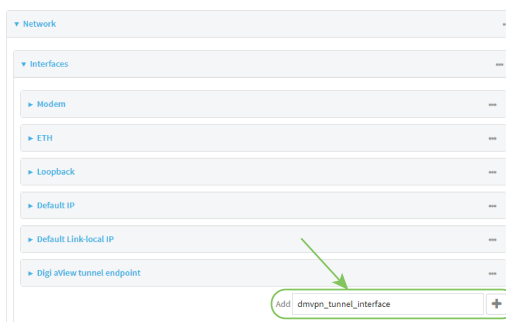 Network
Interfaces
Modem
ETH
Loopback
Default IP
Default Link-local IP
Digi aView tunnel endpoint
Add dmvpn_tunnel_interface